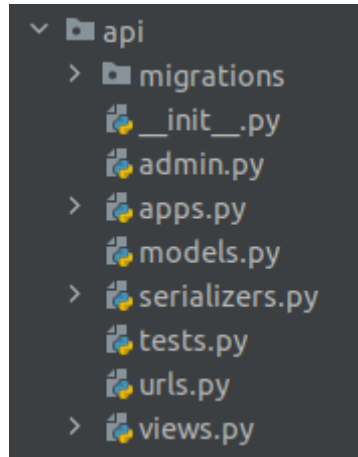 api
migrations
__init__.py
admin.py
apps.py
models.py
serializers.py
tests.py
urls.py
views.py